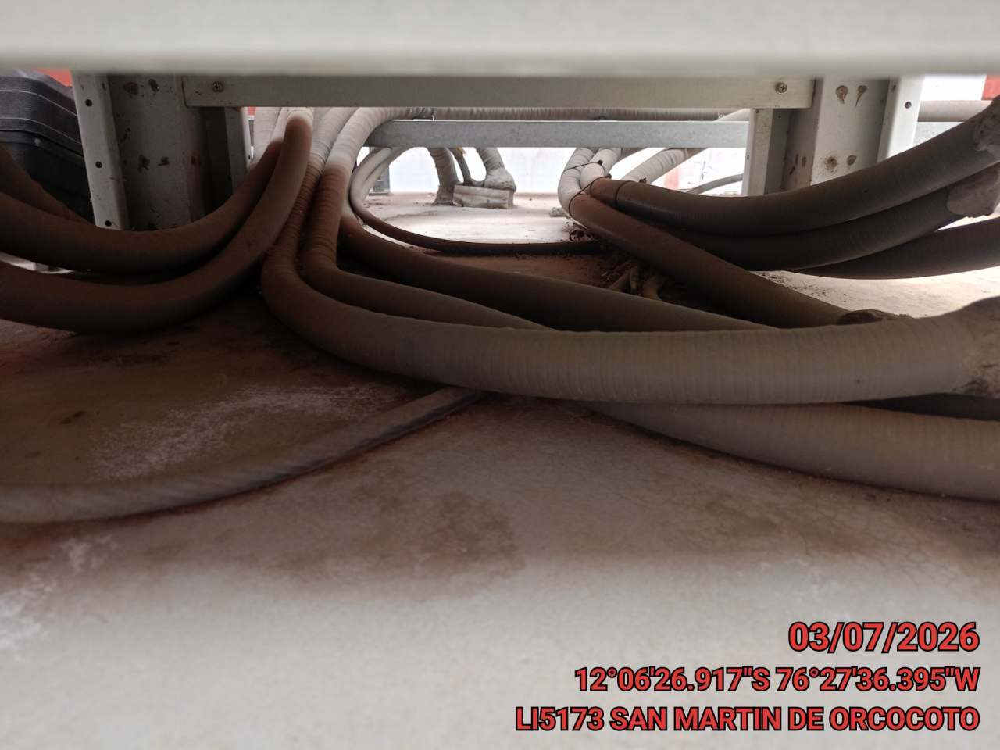 03/07/2026
12°06'26.917"S 76°27'36.395"W
LI5173 SAN MARTIN DE ORCOCOTO